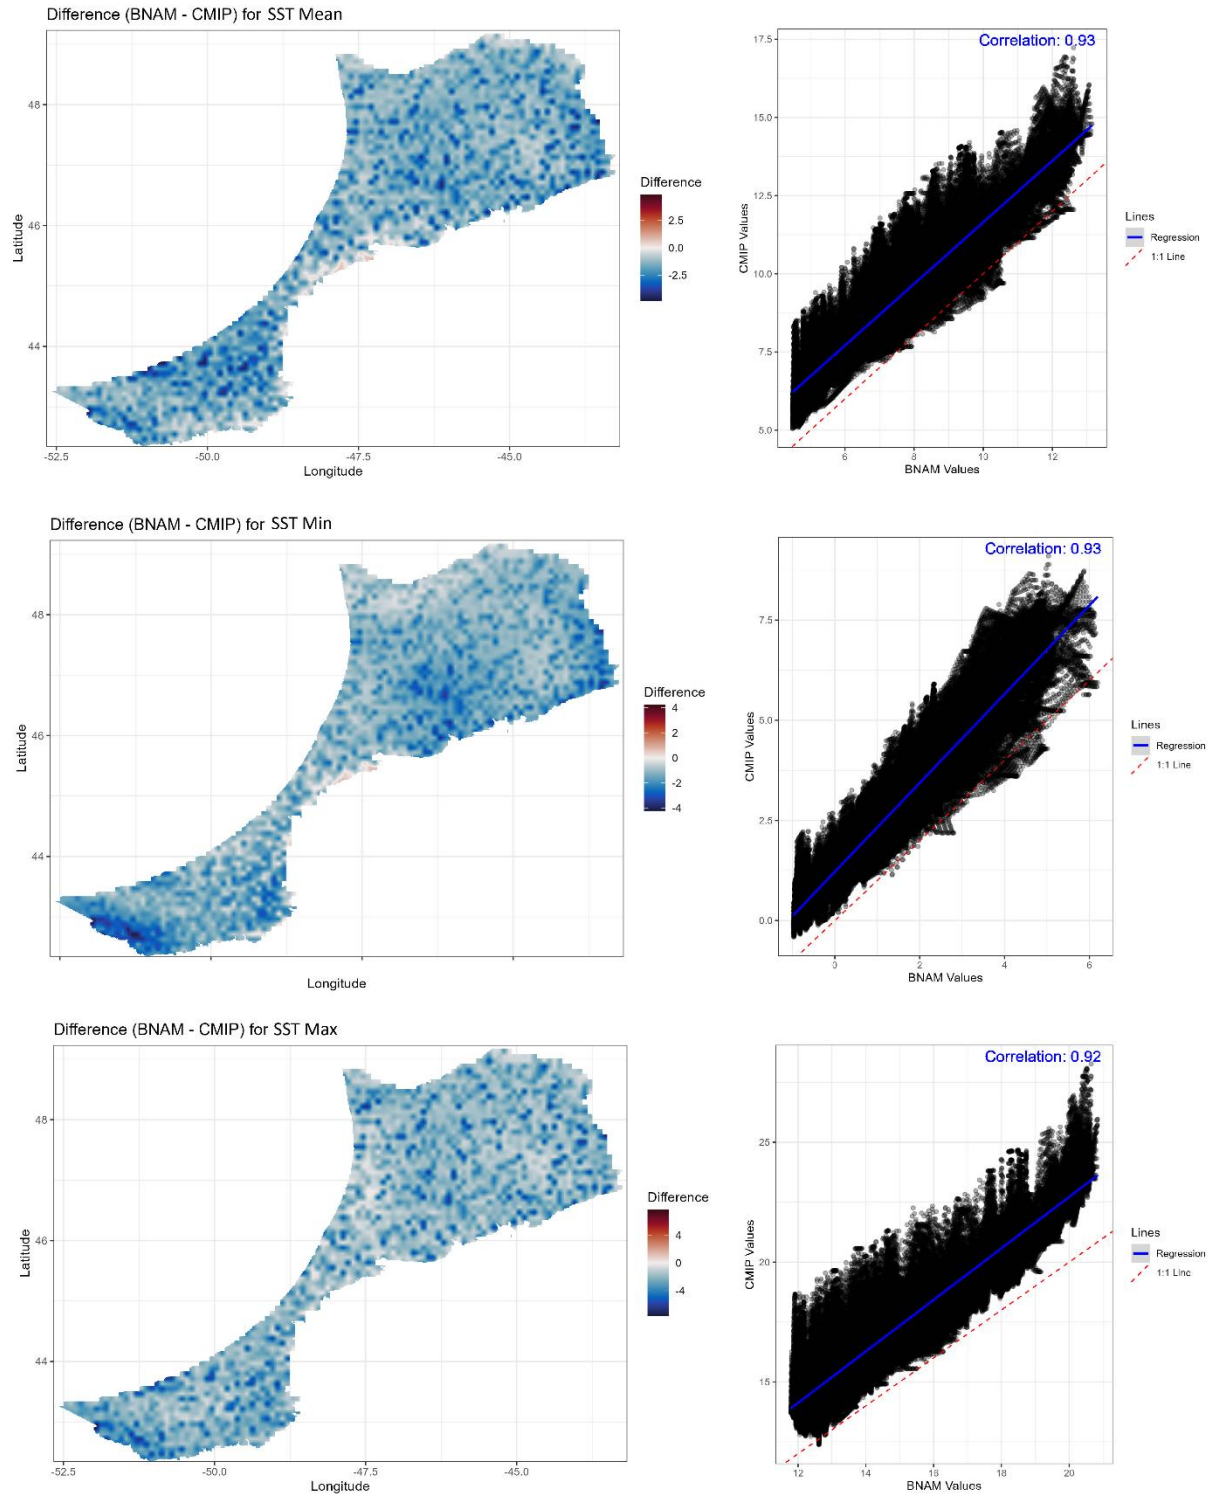 Difference (BNAM - CMIP) for SST Mean
48
46
44
Latitude
-52.5
-50.0
-47.5
-45.0
Longitude
Difference
2.5
0.0
-2.5
Correlation: 0.93
17.5
15.0
12.5
10.0
7.5
5.0
CMIP Values
6
8
10
12
BNAM Values
Lines
Regression
1:1 Line
Difference (BNAM - CMIP) for SST Min
48
46
44
Latitude
Longitude
Difference
4
2
0
-2
-4
Correlation: 0.93
7.5
5.0
2.5
0.0
CMIP Values
0
2
4
6
BNAM Values
Lines
Regression
1:1 Line
Difference (BNAM - CMIP) for SST Max
48
46
44
Latitude
-52.5
-50.0
-47.5
-45.0
Longitude
Difference
4
0
-4
Correlation: 0.92
25
20
15
CMIP Values
12
14
16
18
20
BNAM Values
Lines
Regression
1:1 Line